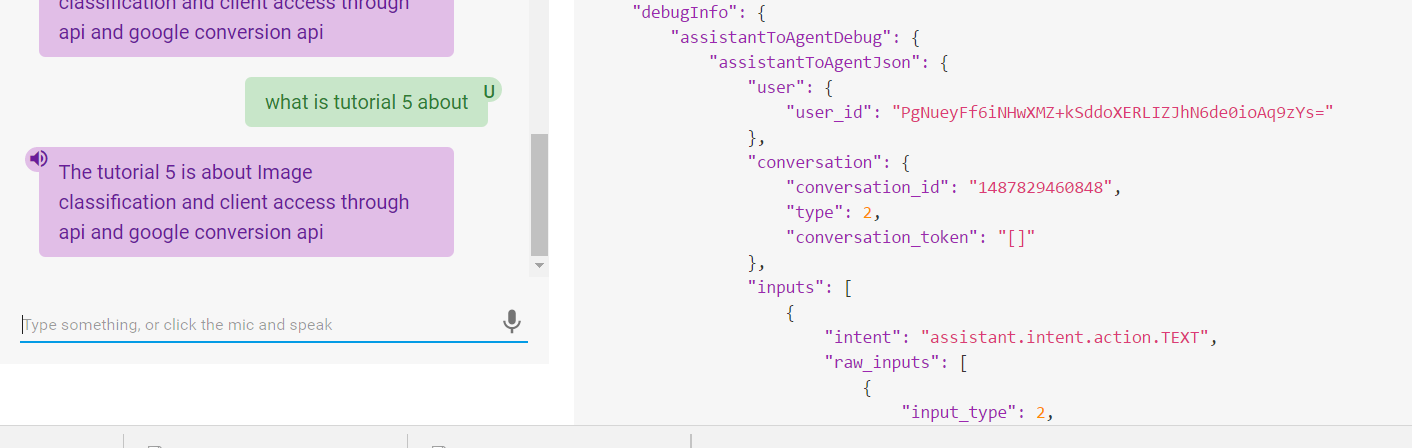 classification and client access through
api and google conversion api
what is tutorial 5 about
U
The tutorial 5 is about Image
classification and client access through
api and google conversion api
Type something, or click the mic and speak
"debugInfo": {
"assistantToAgentDebug": {
"assistantToAgentJson": {
"user": {
"user_id": "PgNueyFf6iNHwXMZ+kSddoXERLIZJhN6de0ioAq9zYs="
},
"conversation": {
"conversation_id": "1487829460848",
"type": 2,
"conversation_token": "[]"
},
"inputs": [
{
"intent": "assistant.intent.action.TEXT",
"raw_inputs": [
{
"input_type": 2,